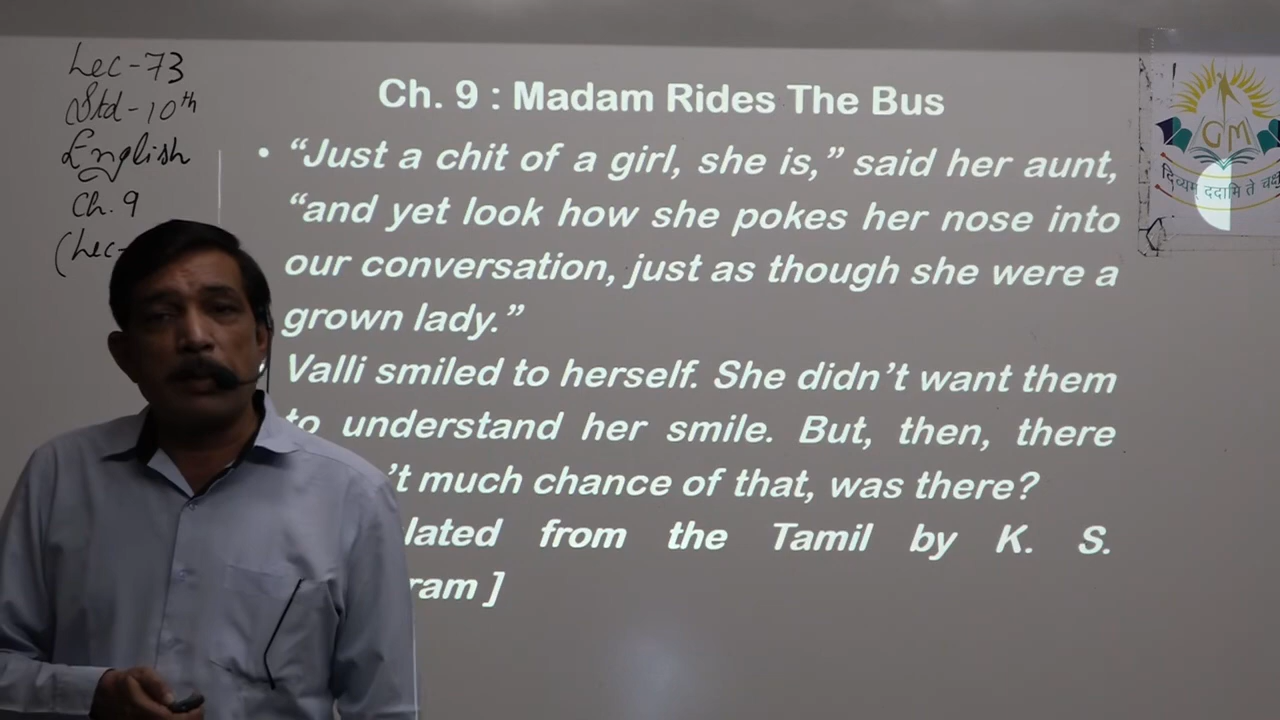 Lec-73
Std-10th
English
Ch. 9
(Lec-
Ch. 9 : Madam Rides The Bus
• “Just a chit of a girl, she is,” said her aunt,
“and yet look how she pokes her nose into
our conversation, just as though she were a
grown lady.”
Valli smiled to herself. She didn’t want them
to understand her smile. But, then, there
’t much chance of that, was there?
lated from the Tamil by K. S.
ram ]
GM
दिव्यम् ददामि ते चक्षु